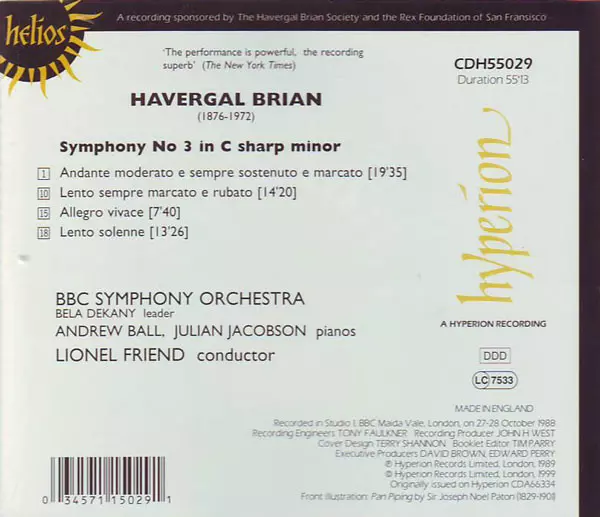 helios
A recording sponsored by The Havergal Brian Society and the Rex Foundation of San Fransisco
'The performance is powerful, the recording
superb' (The New York Times)
CDH55029
Duration 55'13
HAVERGAL BRIAN
(1876-1972)
Symphony No 3 in C sharp minor
1 Andante moderato e sempre sostenuto e marcato [19'35]
10 Lento sempre marcato e rubato [14'20]
15 Allegro vivace [7'40]
18 Lento solenne [13'26]
hyperion
BBC SYMPHONY ORCHESTRA
BELA DEKANY leader
ANDREW BALL, JULIAN JACOBSON pianos
LIONEL FRIEND conductor
A HYPERION RECORDING
DDD
LC 7533
MADE IN ENGLAND
Recorded in Studio 1, BBC Maida Vale, London, on 27-28 October 1988
Recording Engineers TONY FAULKNER Recording Producer JOHN H WEST
Cover Design TERRY SHANNON Booklet Editor TIM PARRY
Executive Producers DAVID BROWN, EDWARD PERRY
℗ Hyperion Records Limited, London, 1989
© Hyperion Records Limited, London, 1999
Originally issued on Hyperion CDA66334
Front illustration: Pan Piping by Sir Joseph Noel Paton (1829-1901)
0 34571 15029 1